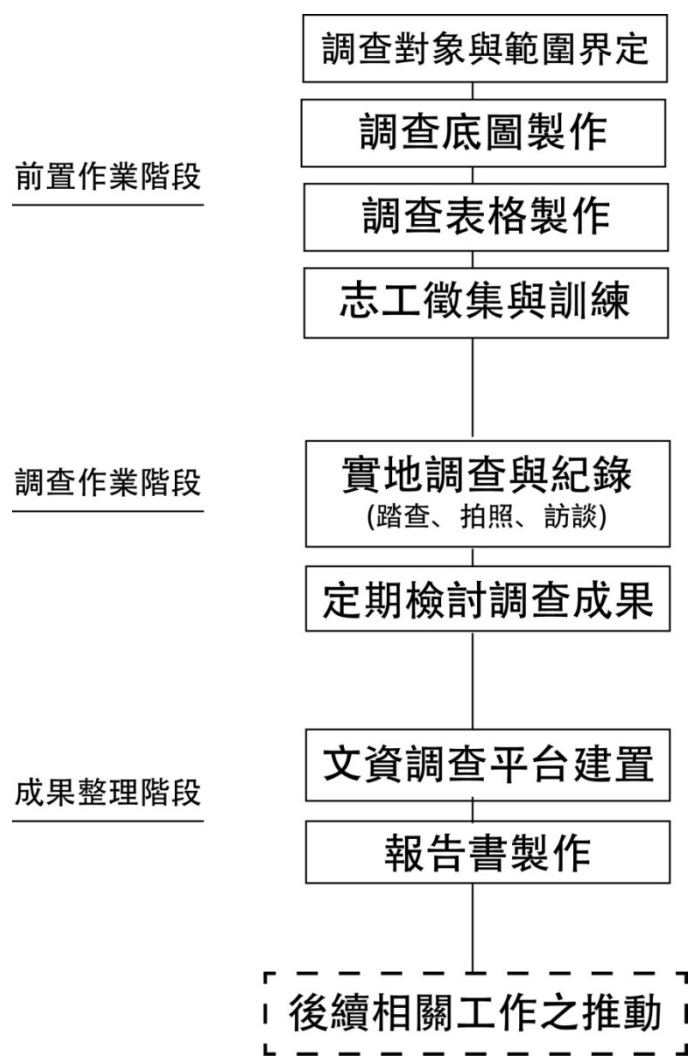 調查對象與範圍界定
調查底圖製作
前置作業階段
調查表格製作
志工徵集與訓練
實地調查與紀錄
調查作業階段
(踏查、拍照、訪談)
定期檢討調查成果
文資調查平台建置
成果整理階段
報告書製作
後續相關工作之推動